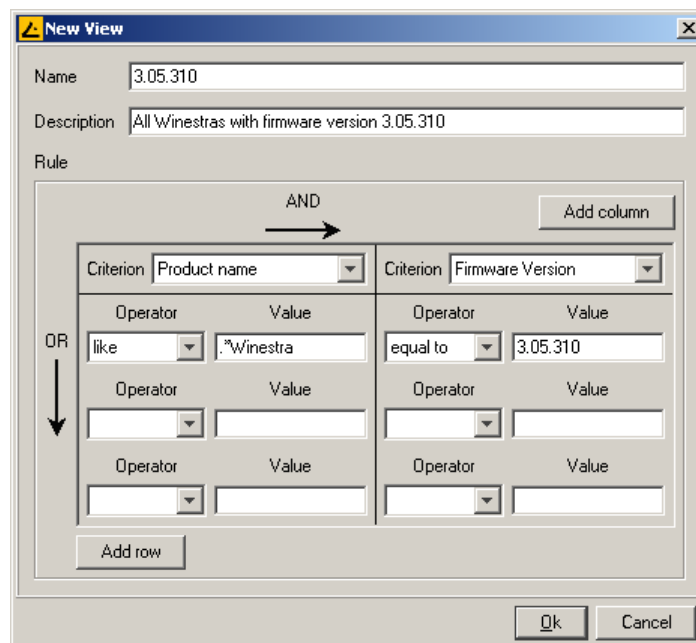 New View
Name 3.05.310
Description All Winestras with firmware version 3.05.310
Rule
AND
Add column
Criterion Product name Criterion Firmware Version
Operator Value Operator Value
OR
like .*Winestra equal to 3.05.310
Operator Value Operator Value
Operator Value Operator Value
Add row
Ok Cancel